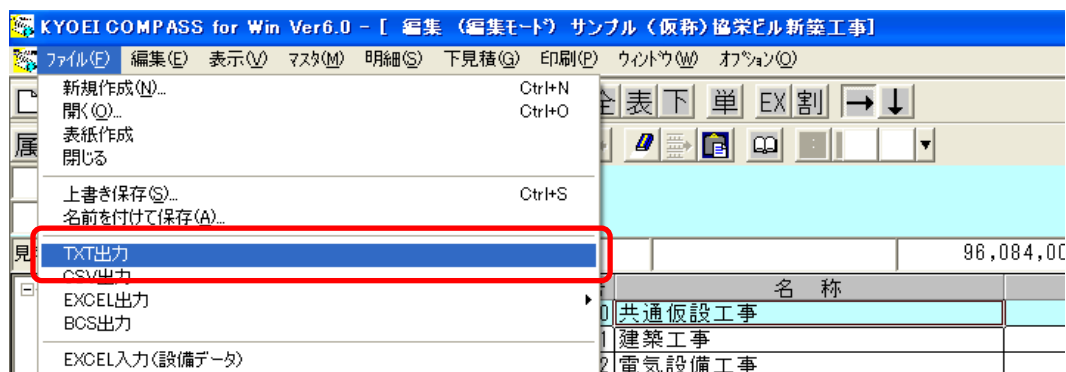 KYOEI COMPASS for Win Ver6.0 - [ 編集 (編集モード) サンプル (仮称)協栄ビル新築工事]
ファイル(F) 編集(E) 表示(V) マスタ(M) 明細(S) 下見積(G) 印刷(P) ウィンドウ(W) オプション(O)
新規作成(N)... Ctrl+N
開く(O)... Ctrl+O
表紙作成
閉じる
上書き保存(S)... Ctrl+S
名前を付けて保存(A)...
TXT出力
CSV出力
EXCEL出力
BCS出力
EXCEL入力(設備データ)
全 表 下 単 EX 割 → ↓
属
見
96,084,00
名 称
0 共通仮設工事
1 建築工事
2 電気設備工事